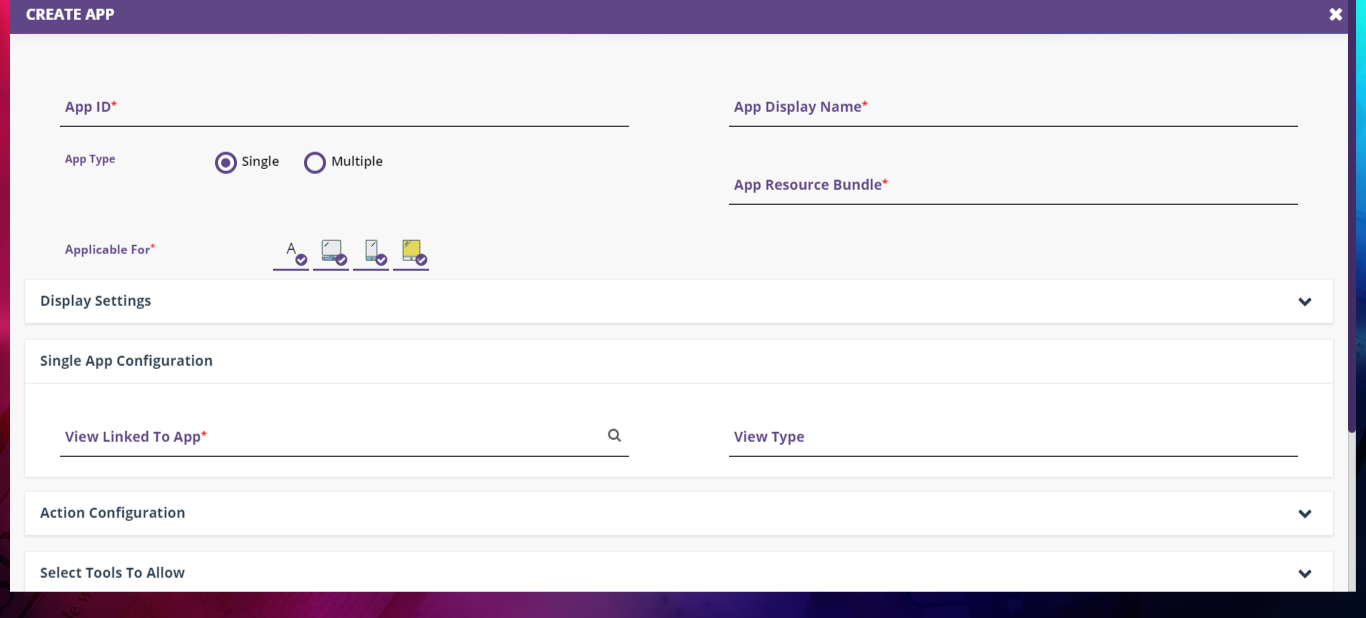 CREATE APP
App ID*
App Display Name*
App Type
Single
Multiple
App Resource Bundle*
Applicable For*
A
Display Settings
Single App Configuration
View Linked To App*
View Type
Action Configuration
Select Tools To Allow